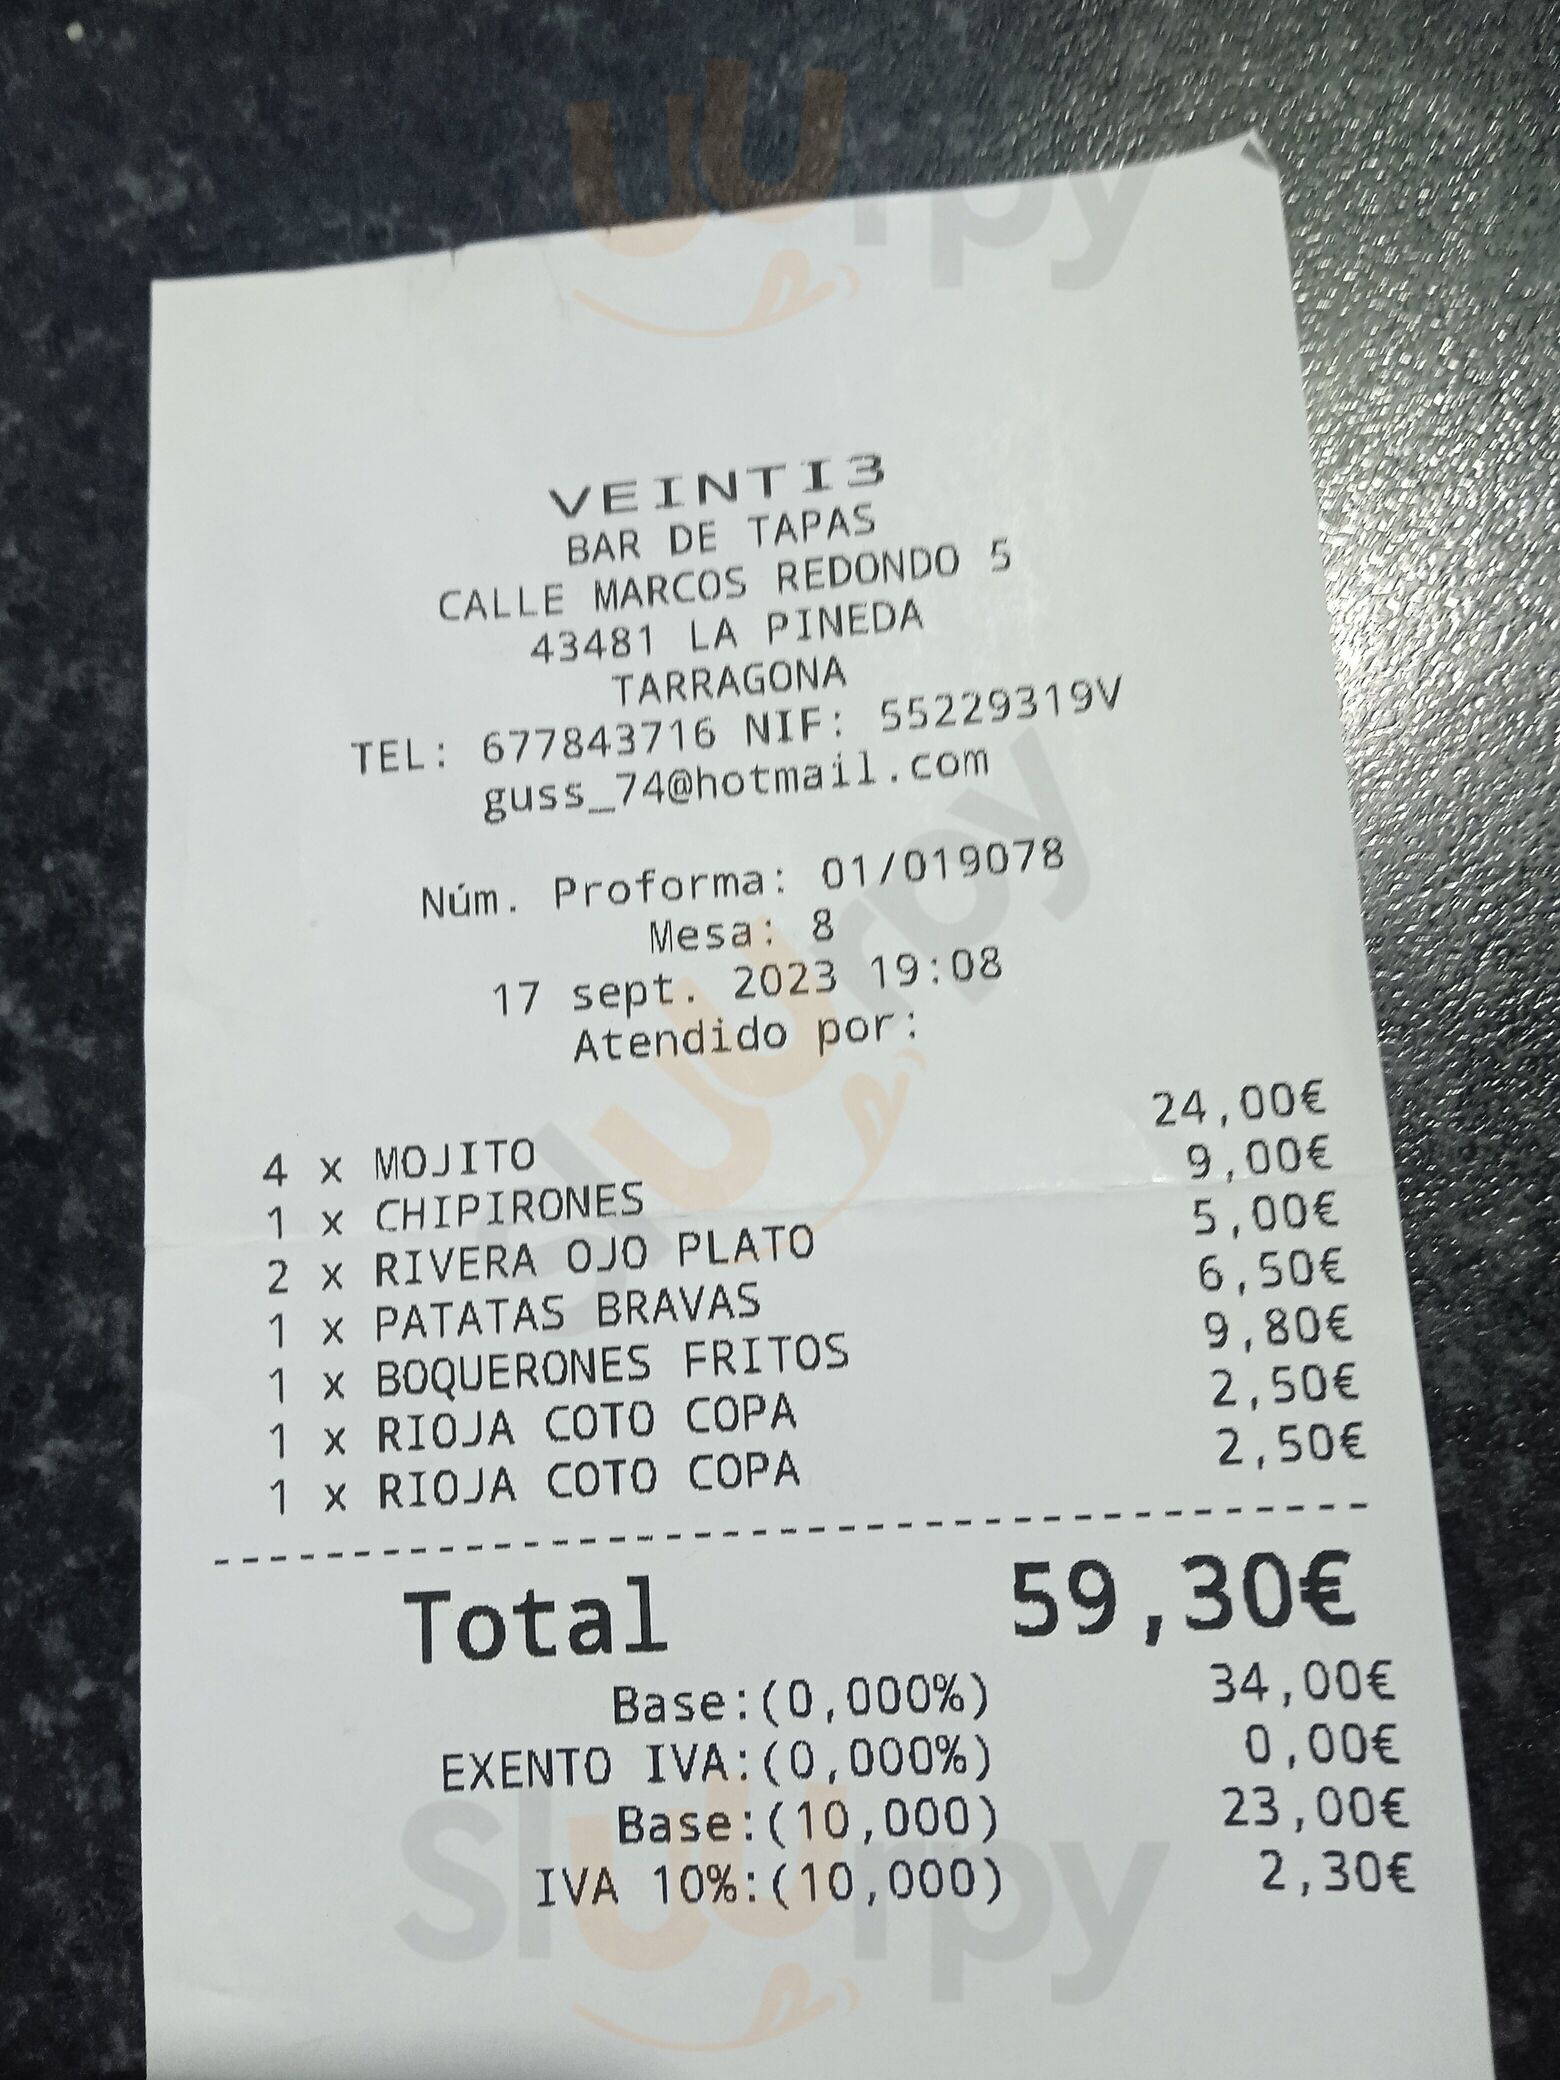 VEINTI3
BAR DE TAPAS
CALLE MARCOS REDONDO 5
43481 LA PINEDA
TARRAGONA
TEL: 677843716 NIF: 55229319V
guss_74@hotmail.com
Núm. Proforma: 01/019078
Mesa: 8
17 sept. 2023 19:08
Atendido por:
4 x MOJITO 24,00€
1 x CHIPIRONES 9,00€
2 x RIVERA OJO PLATO 5,00€
1 x PATATAS BRAVAS 6,50€
1 x BOQUERONES FRITOS 9,80€
1 x RIOJA COTO COPA 2,50€
1 x RIOJA COTO COPA 2,50€
Total 59,30€
Base:(0,000%) 34,00€
EXENTO IVA:(0,000%) 0,00€
Base:(10,000) 23,00€
IVA 10%:(10,000) 2,30€
Sluurpy
Sluurpy
Sluurpy